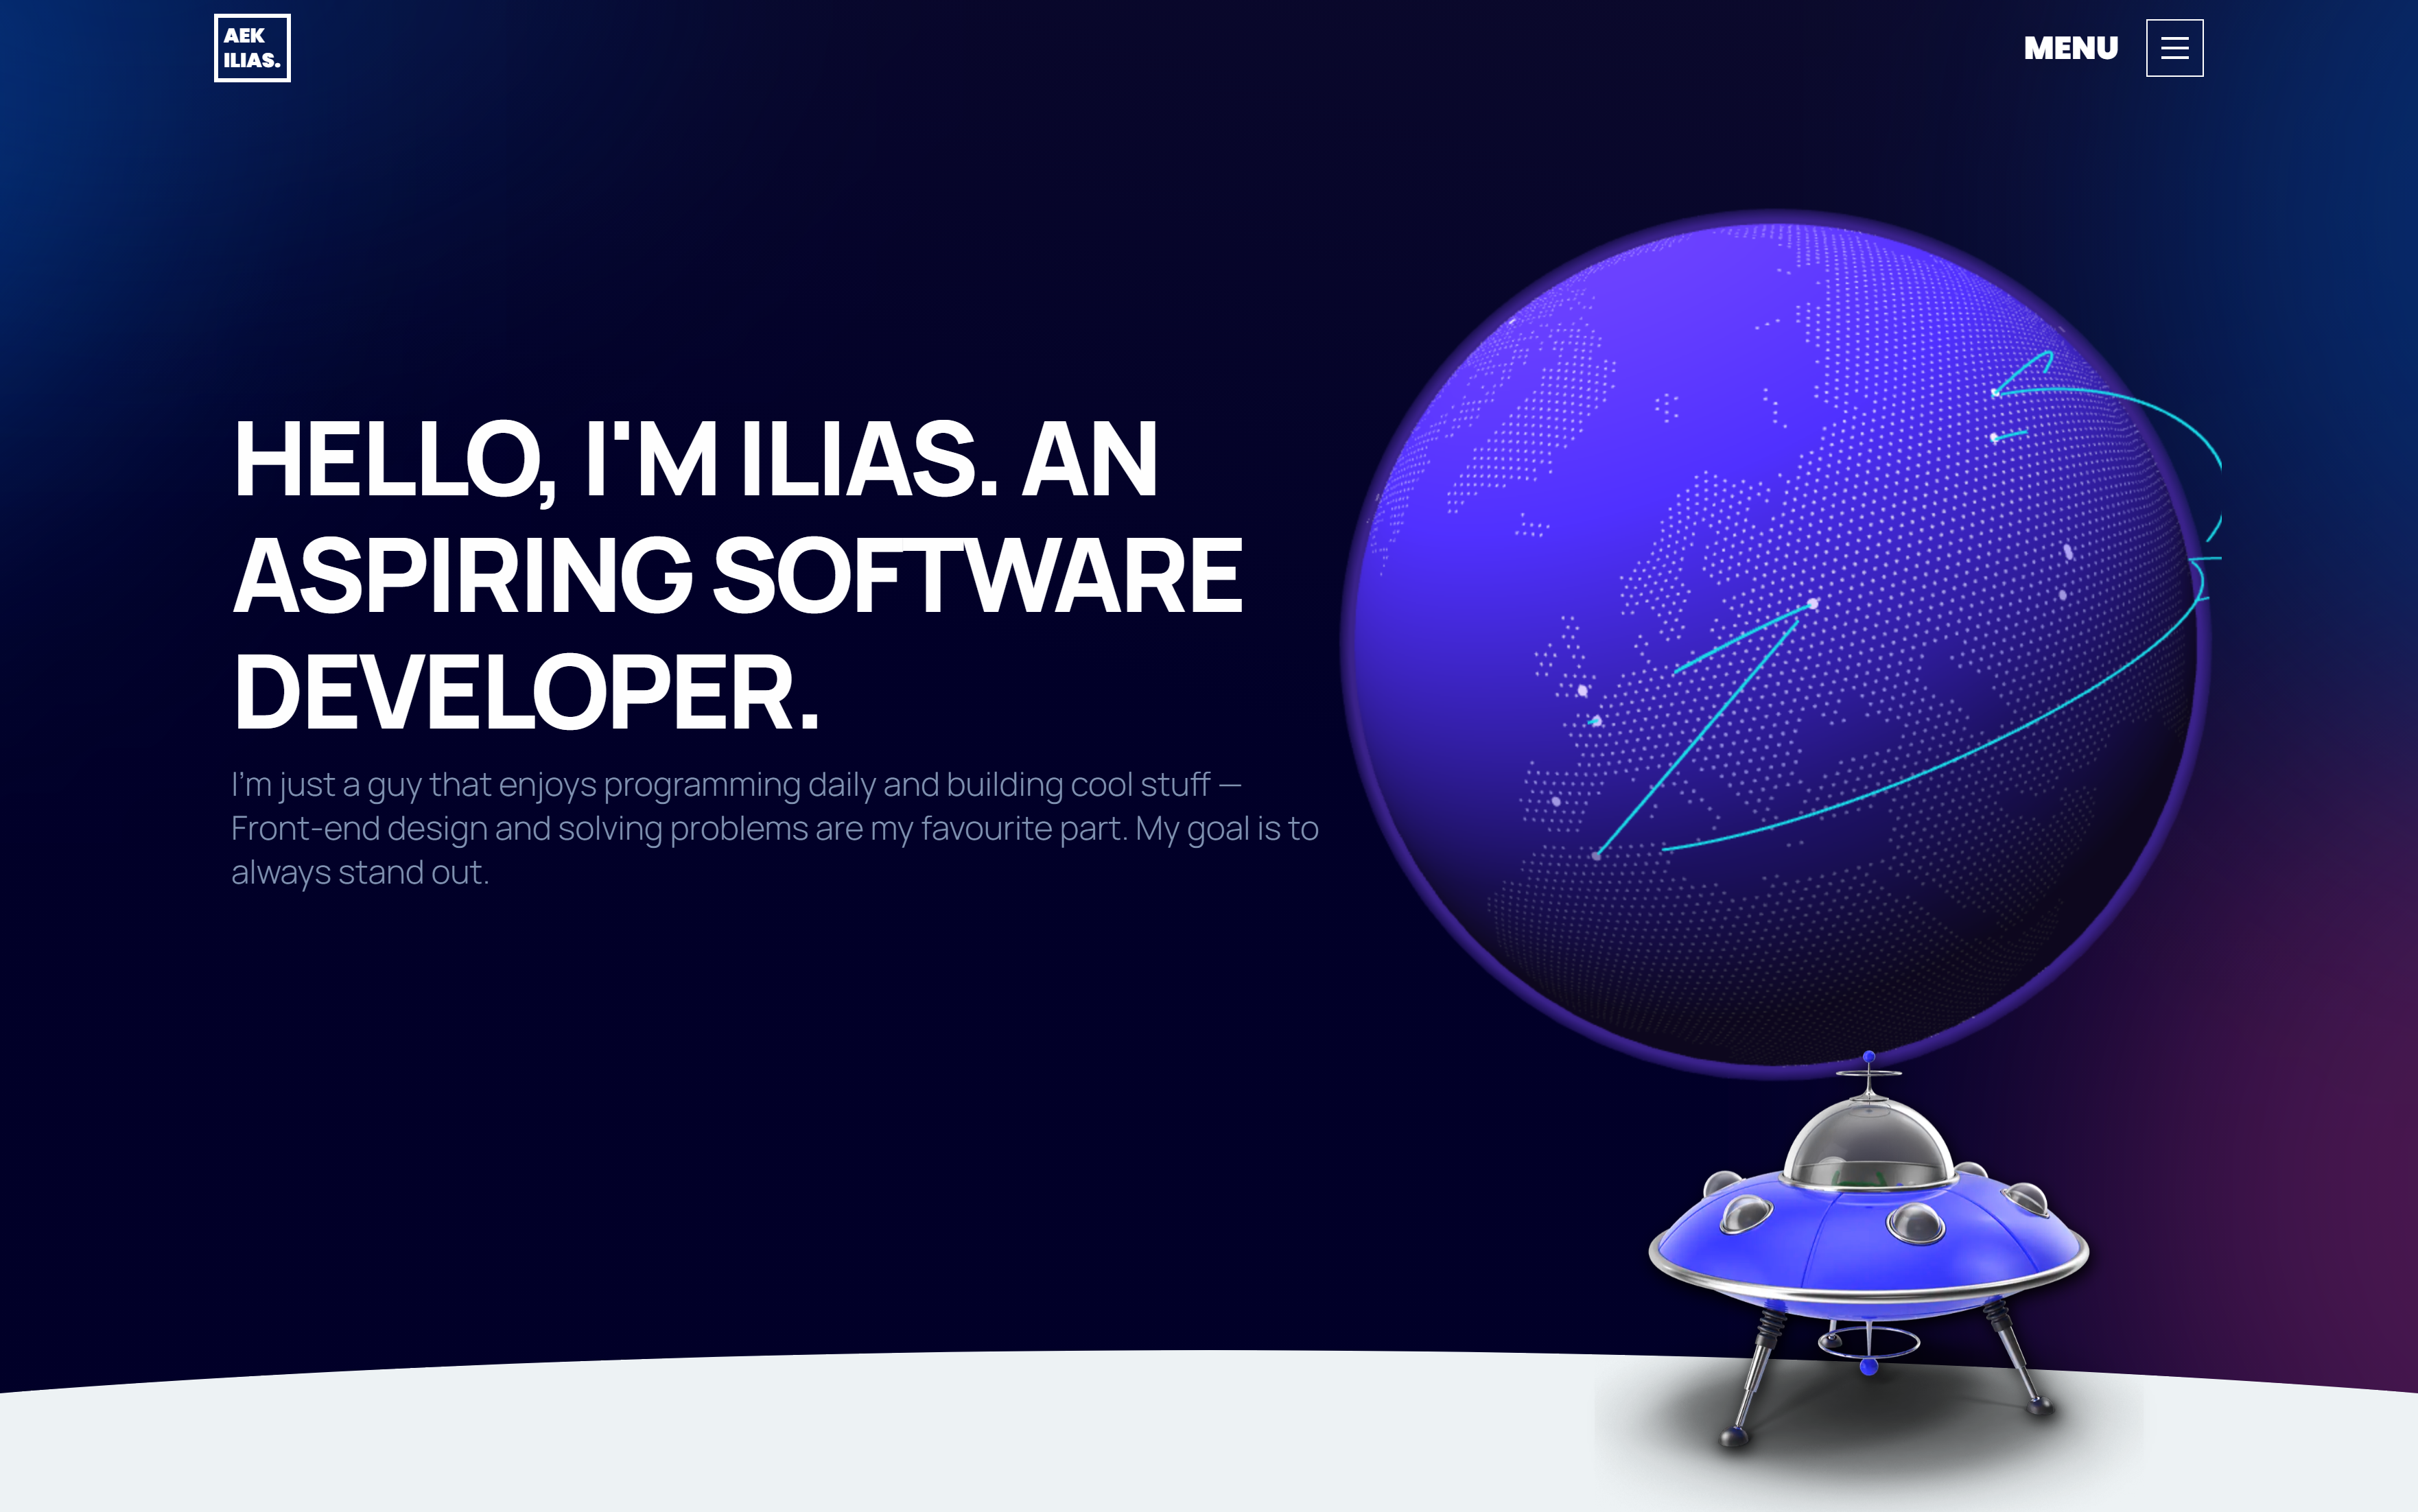 AEK
ILIAS.
MENU
HELLO, I'M ILIAS. AN
ASPIRING SOFTWARE
DEVELOPER.
I'm just a guy that enjoys programming daily and building cool stuff —
Front-end design and solving problems are my favourite part. My goal is to
always stand out.